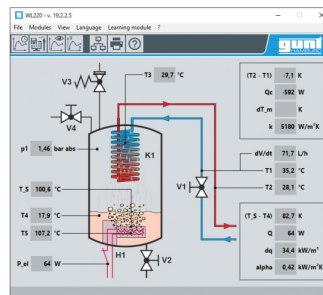 WL220 - v. 19.2.2.5
File Modules View Language Learning module ?
gunt
V3
T3 29,7 °C
(T2 - T1) -7,1 K
Qc -592 W
dT_m K
k 5180 W/m²K
V4
K1
p1 1,46 bar abs
dV/dt 71,7 L/h
T1 35,2 °C
T2 28,1 °C
V1
T_S 100,6 °C
T4 17,9 °C
T5 107,2 °C
(T_S - T4) 82,7 K
Q 64 W
dq 34,4 kW/m²
alpha 0,42 kW/m²K
H1
V2
P_el 64 W